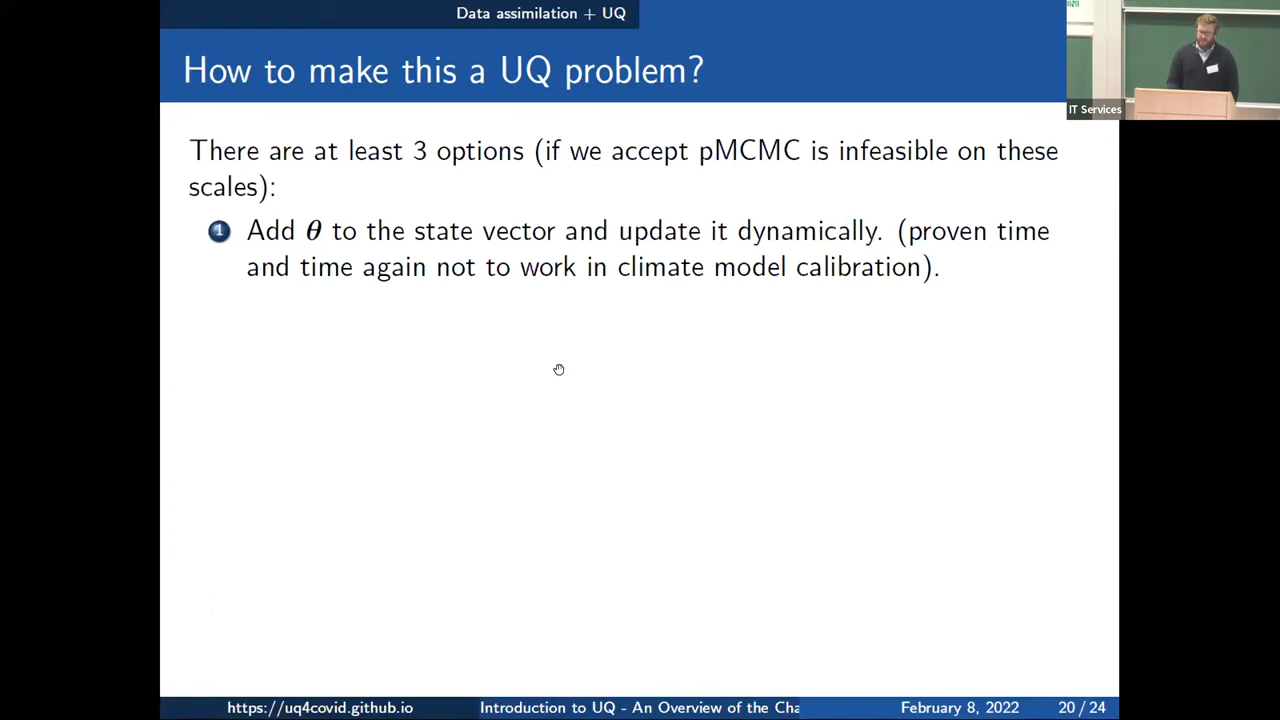 Data assimilation + UQ
How to make this a UQ problem?
IT Services
There are at least 3 options (if we accept pMCMC is infeasible on these
scales):
1 Add θ to the state vector and update it dynamically. (proven time
and time again not to work in climate model calibration).
https://uq4covid.github.io
Introduction to UQ - An Overview of the Cha
February 8, 2022
20 / 24